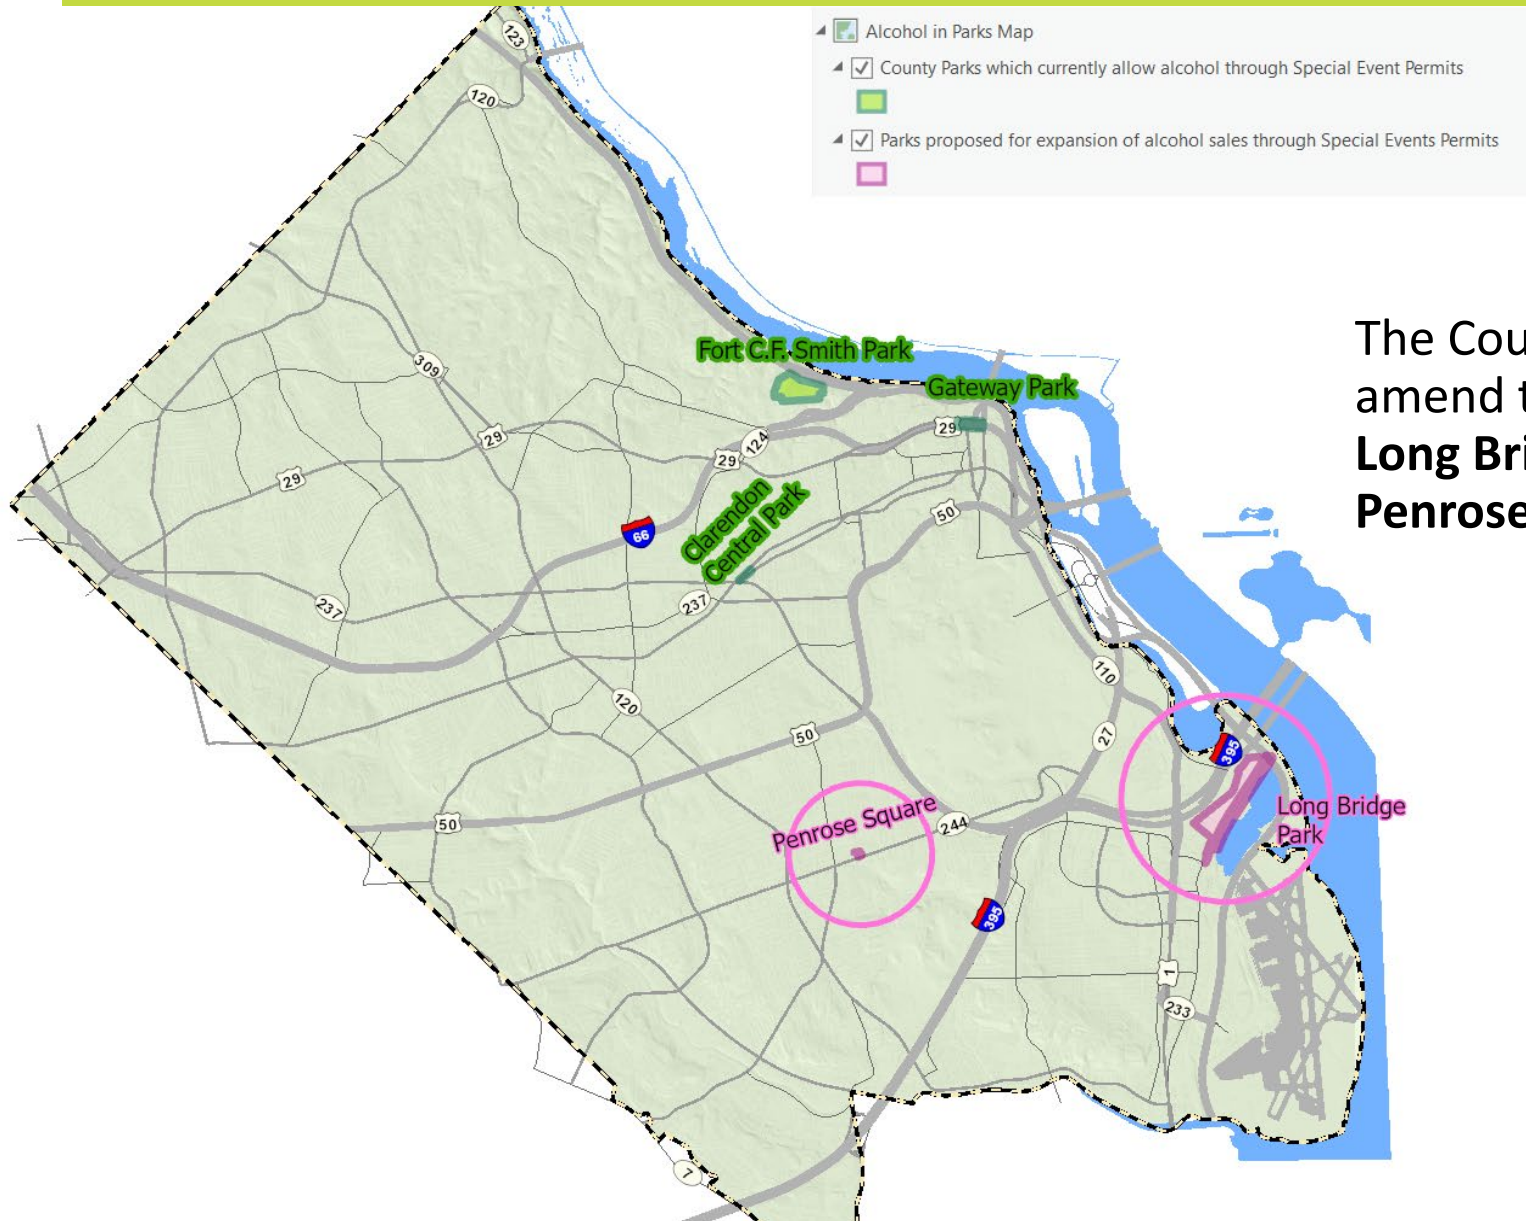 Alcohol in Parks Map
County Parks which currently allow alcohol through Special Event Permits
Parks proposed for expansion of alcohol sales through Special Events Permits
123
120
The Cou
amend t
Long Bri
Penrose
Fort C.F. Smith Park
Gateway Park
309
29
29
124
29
29
Clarendon
Central Park
50
66
237
237
110
120
27
50
395
Penrose Square
Long Bridge
Park
50
244
395
1
233
7